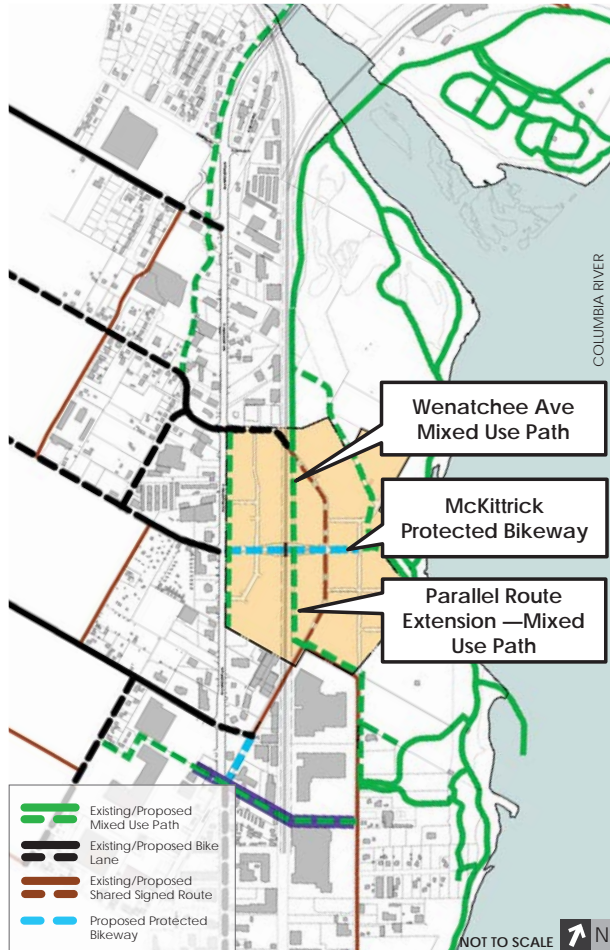 COLUMBIA RIVER
Wenatchee Ave
Mixed Use Path
McKittrick
Protected Bikeway
Parallel Route
Extension —Mixed
Use Path
Existing/Proposed
Mixed Use Path
Existing/Proposed Bike
Lane
Existing/Proposed
Shared Signed Route
Proposed Protected
Bikeway
NOT TO SCALE
N